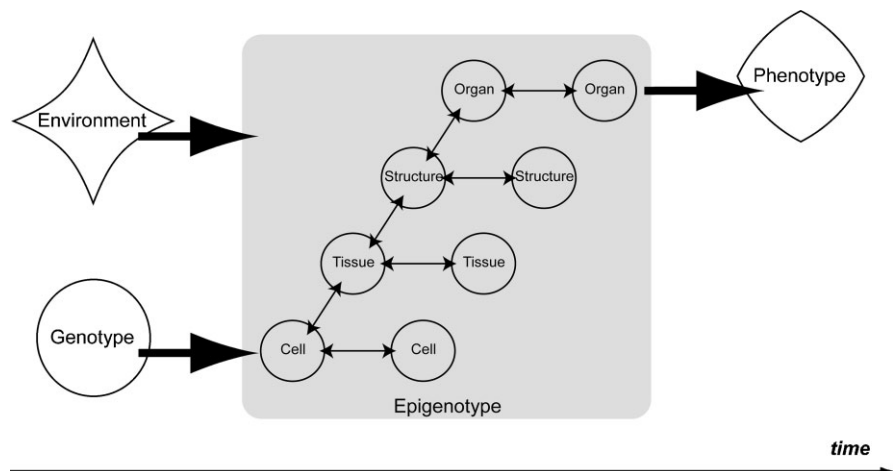 Environment
Organ
Organ
Phenotype
Structure
Structure
Tissue
Tissue
Genotype
Cell
Cell
Epigenotype
time